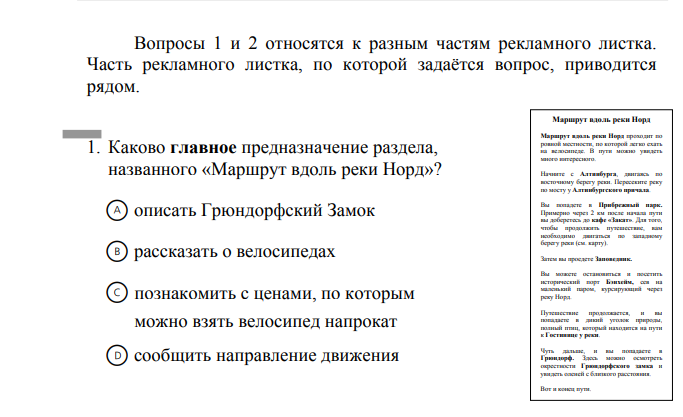 Вопросы 1 и 2 относятся к разным частям рекламного листка.
Часть рекламного листка, по которой задаётся вопрос, приводится
рядом.
1. Каково главное предназначение раздела,
названного «Маршрут вдоль реки Норд»?
A описать Грюндорфский Замок
B рассказать о велосипедах
C познакомить с ценами, по которым
можно взять велосипед напрокат
D сообщить направление движения
Маршрут вдоль реки Норд
Маршрут вдоль реки Норд проходит по
ровной местности, по которой легко ехать
на велосипеде. В пути можно увидеть
много интересного.
Начните с Алтинбурга, двигаясь по
восточному берегу реки. Пересеките реку
по мосту у Алтинбургского причала.
Вы попадете в Прибрежный парк.
Примерно через 2 км после начала пути
вы доберетесь до кафе «Закат». Для того,
чтобы продолжить путешествие, вам
необходимо двигаться по западному
берегу реки (см. карту).
Затем вы проедете Заповедник.
Вы можете остановиться и посетить
исторический порт Бэнхейм, сев на
маленький паром, курсирующий через
реку Норд.
Путешествие продолжается, и вы
попадаете в дикий уголок природы,
полный птиц, который находится на пути
к Гостинице у реки.
Чуть дальше, и вы попадаете в
Грюндорф. Здесь можно осмотреть
окрестности Грюндорфского замка и
увидеть оленей с близкого расстояния.
Вот и конец пути.